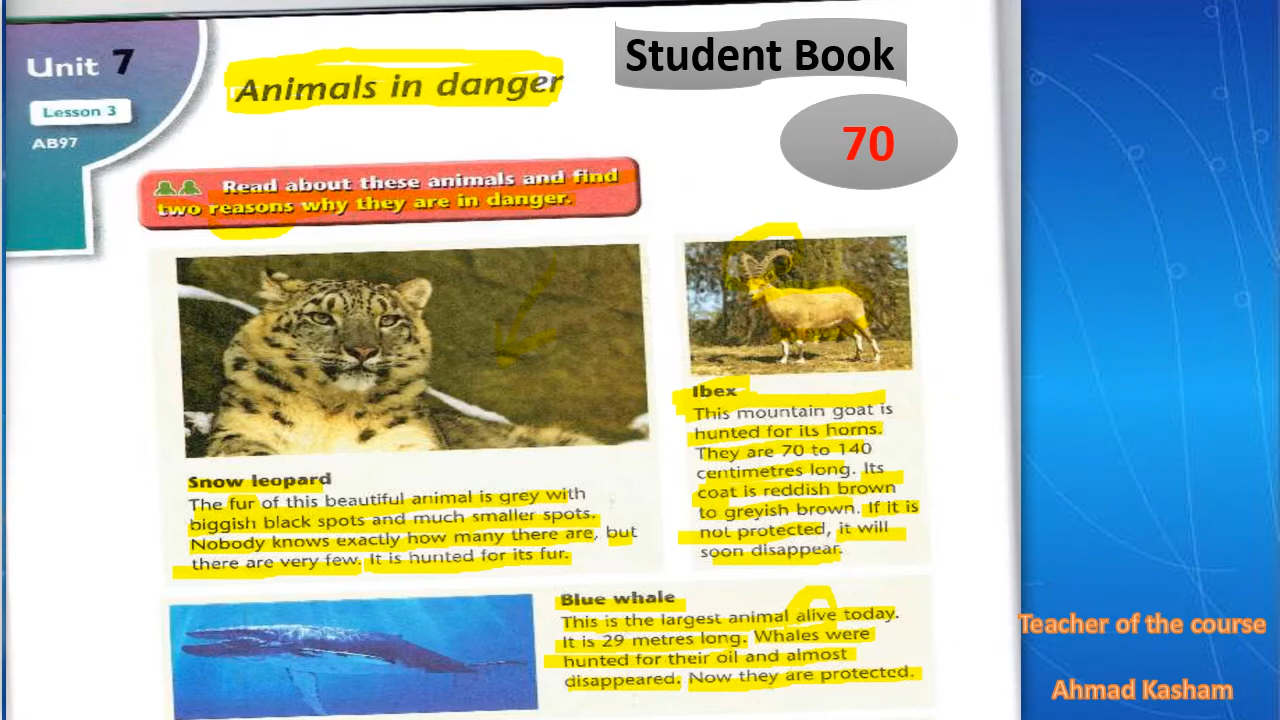 Unit 7
Lesson 3
AB97
Animals in danger
Student Book
70
Read about these animals and find
two reasons why they are in danger.
Snow leopard
The fur of this beautiful animal is grey with
biggish black spots and much smaller spots.
Nobody knows exactly how many there are, but
there are very few. It is hunted for its fur.
Ibex
This mountain goat is
hunted for its horns.
They are 70 to 140
centimetres long. Its
coat is reddish brown
to greyish brown. If it is
not protected, it will
soon disappear.
Blue whale
This is the largest animal alive today.
It is 29 metres long. Whales were
hunted for their oil and almost
disappeared. Now they are protected.
Teacher of the course
Ahmad Kasham